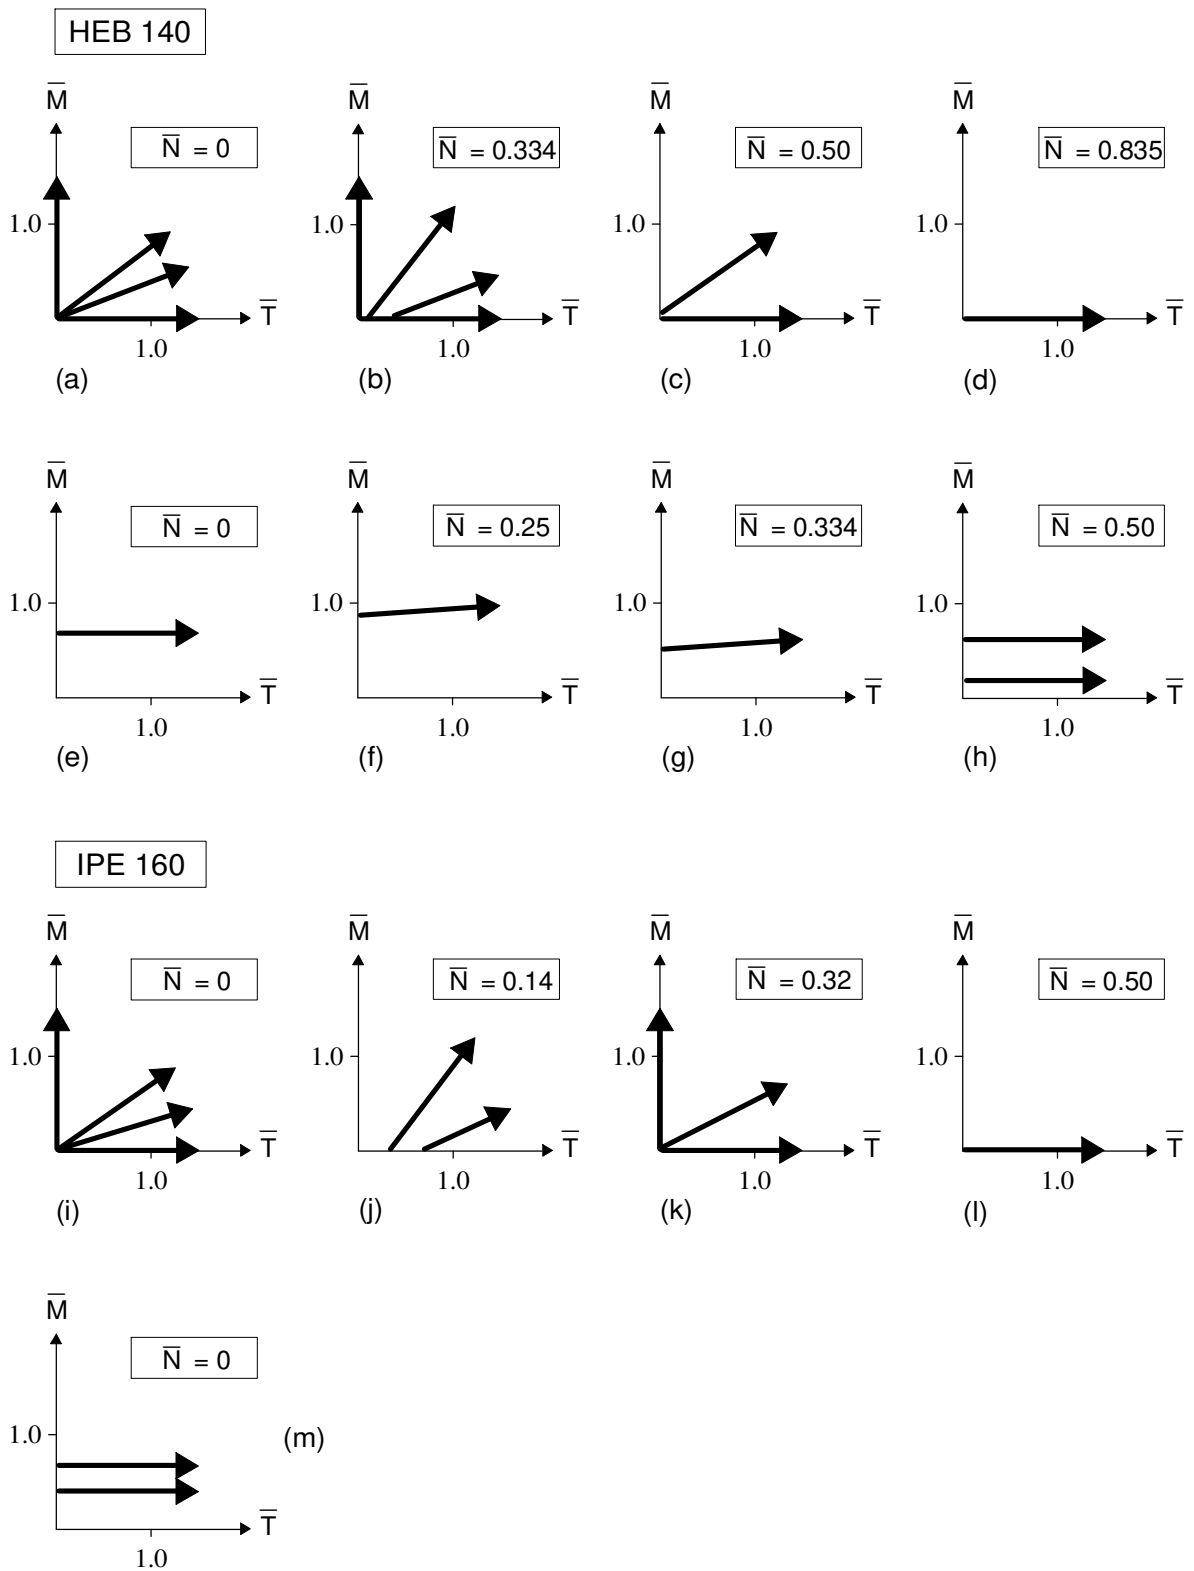 HEB 140
M̅ M̅ M̅ M̅
N̅ = 0 N̅ = 0.334 N̅ = 0.50 N̅ = 0.835
1.0 1.0 1.0 1.0
T̅ T̅ T̅ T̅
1.0 1.0 1.0 1.0
(a) (b) (c) (d)
M̅ M̅ M̅ M̅
N̅ = 0 N̅ = 0.25 N̅ = 0.334 N̅ = 0.50
1.0 1.0 1.0 1.0
T̅ T̅ T̅ T̅
1.0 1.0 1.0 1.0
(e) (f) (g) (h)
IPE 160
M̅ M̅ M̅ M̅
N̅ = 0 N̅ = 0.14 N̅ = 0.32 N̅ = 0.50
1.0 1.0 1.0 1.0
T̅ T̅ T̅ T̅
1.0 1.0 1.0 1.0
(i) (j) (k) (l)
M̅
N̅ = 0
1.0 (m)
T̅
1.0